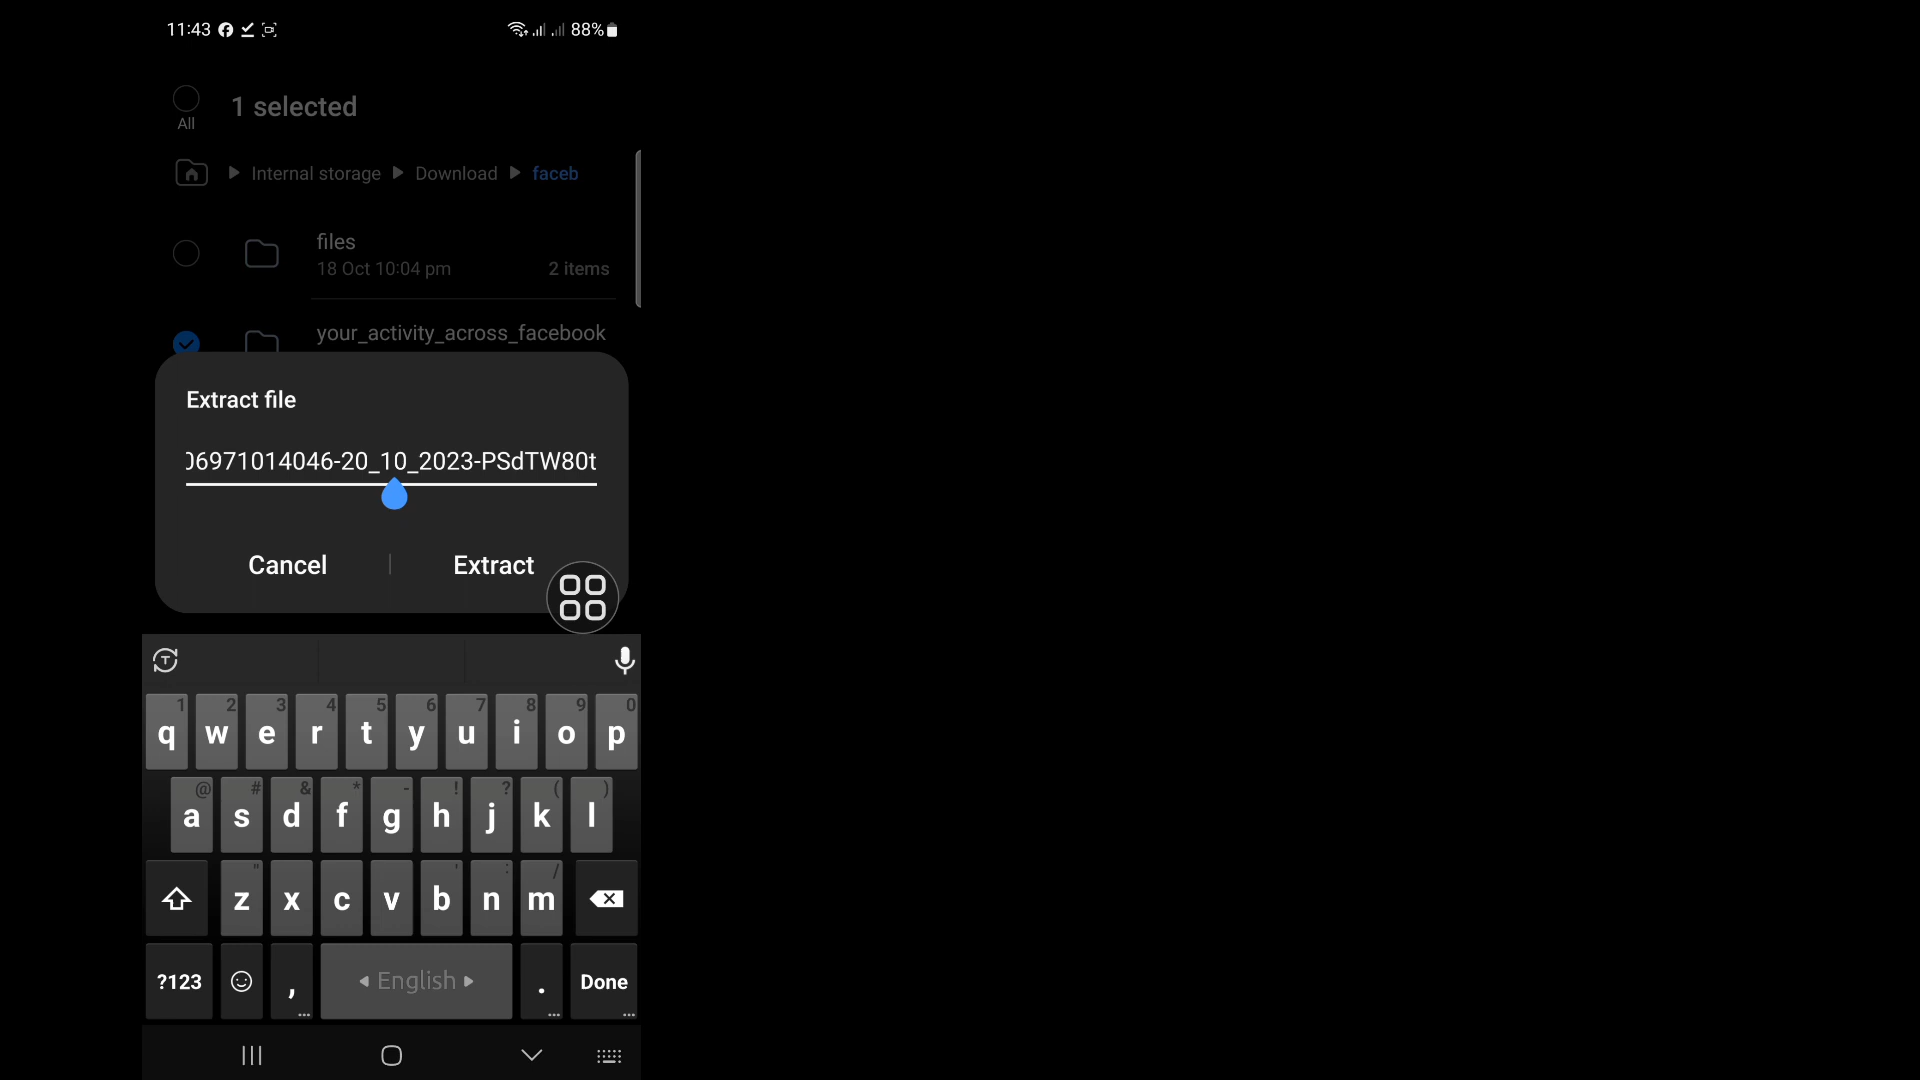 11:43 88%
All
1 selected
Internal storage Download faceb
files
18 Oct 10:04 pm 2 items
your_activity_across_facebook
Extract file
06971014046-20_10_2023-PSdTW80t
Cancel Extract
T
1 2 3 4 5 6 7 8 9 0
q w e r t y u i o p
@ # & * - ! ? ( )
a s d f g h j k l
" ' : /
z x c v b n m
?123 , English . Done